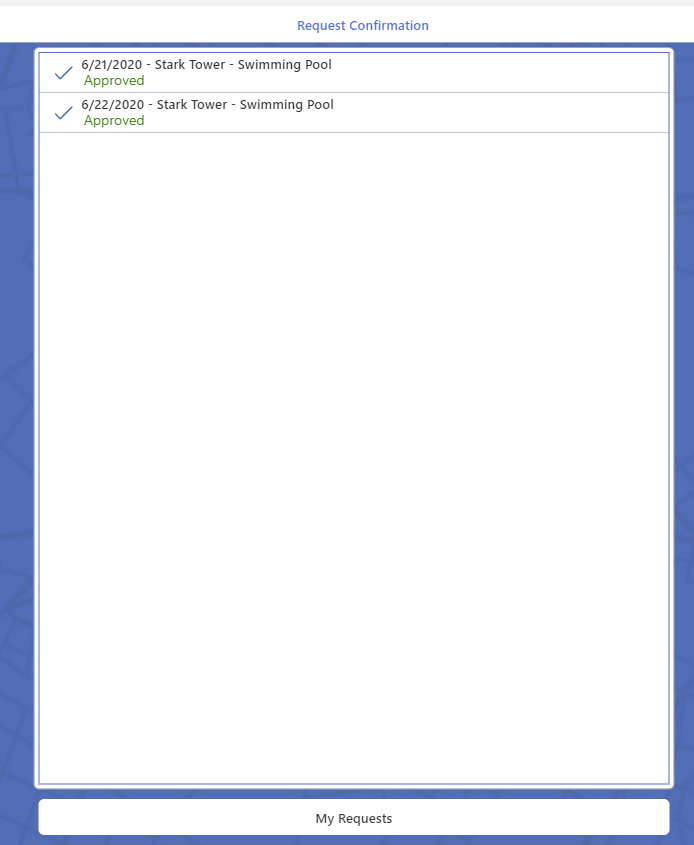 Request Confirmation
6/21/2020 - Stark Tower - Swimming Pool
Approved
6/22/2020 - Stark Tower - Swimming Pool
Approved
My Requests